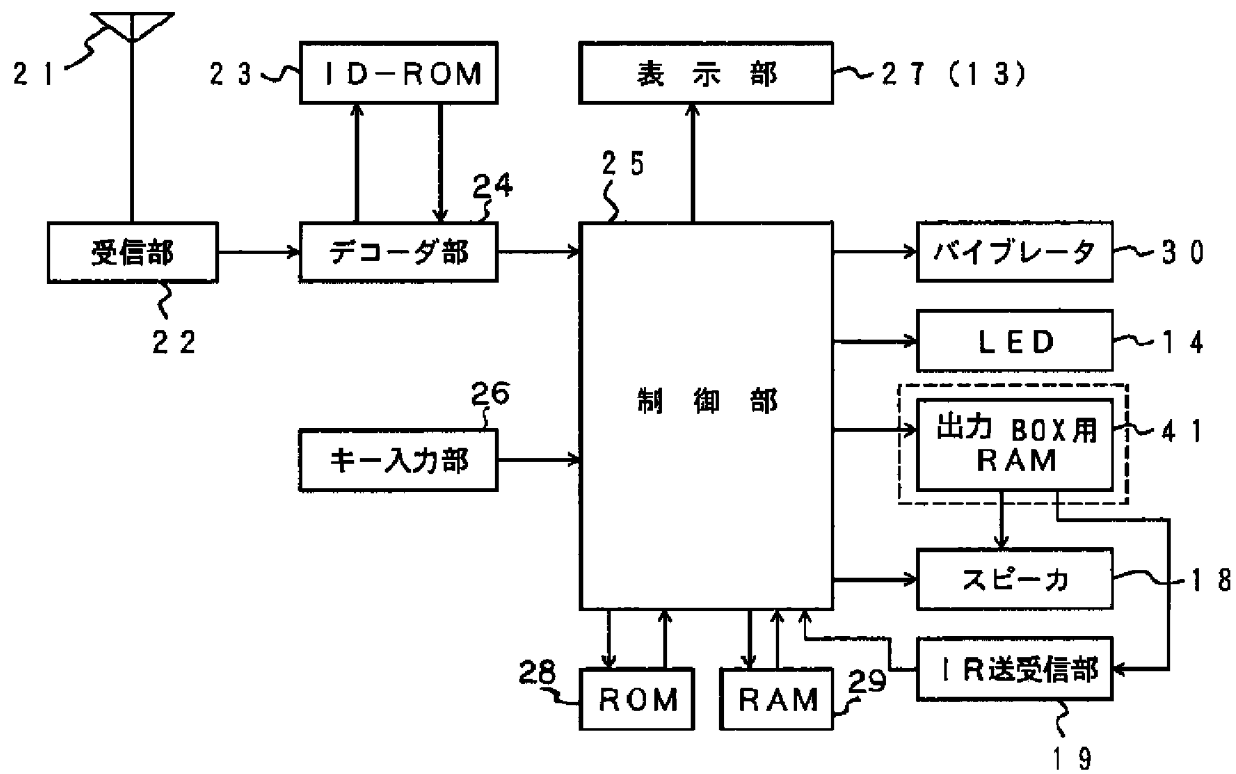 21
23
ID-ROM
表示部
27(13)
25
24
受信部
デコーダ部
バイブレータ
30
22
LED
14
26
制御部
キー入力部
出力 BOX用
RAM
41
スピーカ
18
28
ROM
RAM
29
IR送受信部
19